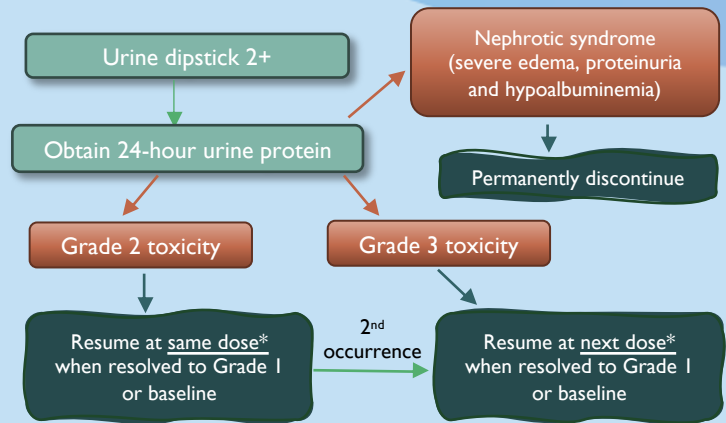 Urine dipstick 2+
Nephrotic syndrome
(severe edema, proteinuria
and hypoalbuminemia)
Obtain 24-hour urine protein
Permanently discontinue
Grade 2 toxicity
Grade 3 toxicity
Resume at same dose*
when resolved to Grade 1
or baseline
2nd
occurrence
Resume at next dose*
when resolved to Grade 1
or baseline